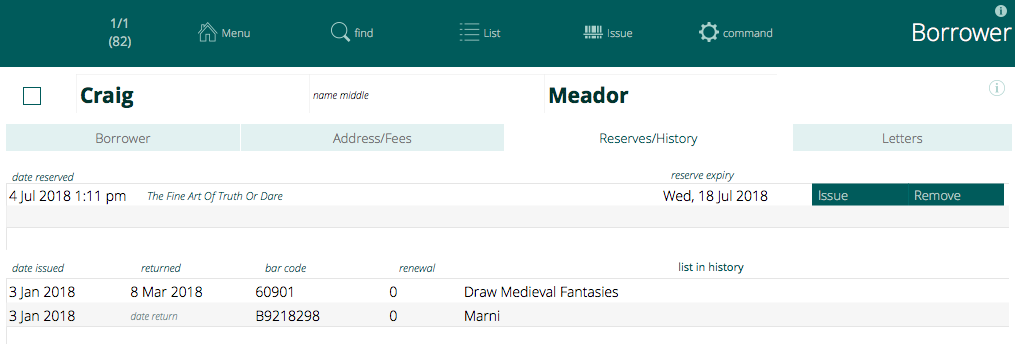 1/1
(82)
Menu
find
List
Issue
command
Borrower
Craig name middle Meador
Borrower Address/Fees Reserves/History Letters
date reserved reserve expiry
4 Jul 2018 1:11 pm The Fine Art Of Truth Or Dare Wed, 18 Jul 2018 Issue Remove
date issued returned bar code renewal list in history
3 Jan 2018 8 Mar 2018 60901 0 Draw Medieval Fantasies
3 Jan 2018 date return B9218298 0 Marni